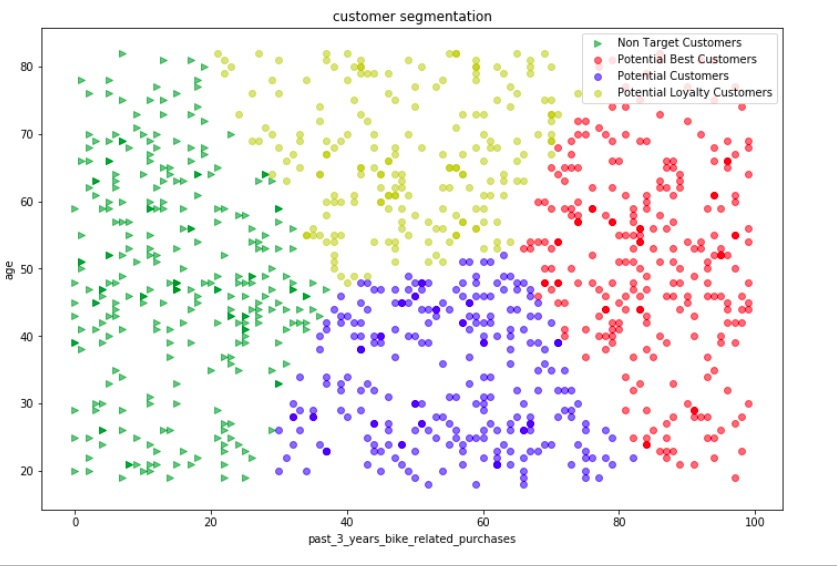 customer segmentation
Non Target Customers
Potential Best Customers
Potential Customers
Potential Loyalty Customers
80
70
60
50
40
30
20
age
0 20 40 60 80 100
past_3_years_bike_related_purchases